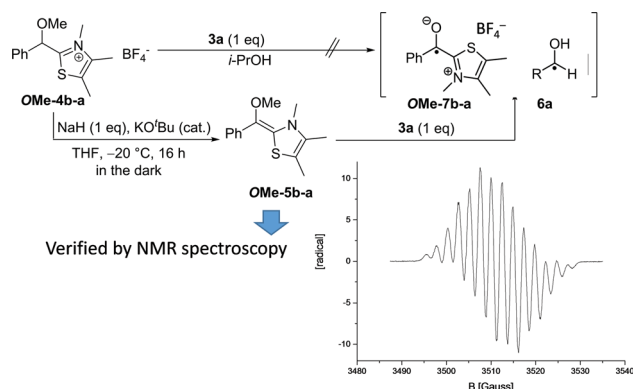 OMe
Ph
N
+
S
BF4⁻
OMe-4b-a
3a (1 eq)
i-PrOH
⊖
O
BF4⁻
Ph
S
N
⊕
OMe-7b-a
OH
R
C
H
6a
NaH (1 eq), KOᵗBu (cat.)
THF, –20 °C, 16 h
in the dark
OMe
Ph
N
S
OMe-5b-a
3a (1 eq)
Verified by NMR spectroscopy
[radical]
10
5
0
-5
-10
3480 3490 3500 3510 3520 3530 3540
B [Gauss]